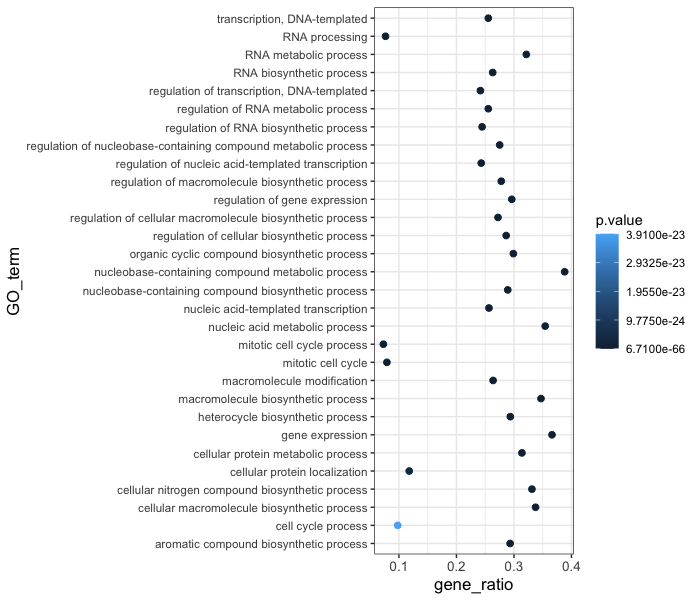 GO_term
transcription, DNA-templated
RNA processing
RNA metabolic process
RNA biosynthetic process
regulation of transcription, DNA-templated
regulation of RNA metabolic process
regulation of RNA biosynthetic process
regulation of nucleobase-containing compound metabolic process
regulation of nucleic acid-templated transcription
regulation of macromolecule biosynthetic process
regulation of gene expression
regulation of cellular macromolecule biosynthetic process
regulation of cellular biosynthetic process
organic cyclic compound biosynthetic process
nucleobase-containing compound metabolic process
nucleobase-containing compound biosynthetic process
nucleic acid-templated transcription
nucleic acid metabolic process
mitotic cell cycle process
mitotic cell cycle
macromolecule modification
macromolecule biosynthetic process
heterocycle biosynthetic process
gene expression
cellular protein metabolic process
cellular protein localization
cellular nitrogen compound biosynthetic process
cellular macromolecule biosynthetic process
cell cycle process
aromatic compound biosynthetic process
0.1 0.2 0.3 0.4
gene_ratio
p.value
3.9100e-23
2.9325e-23
1.9550e-23
9.7750e-24
6.7100e-66